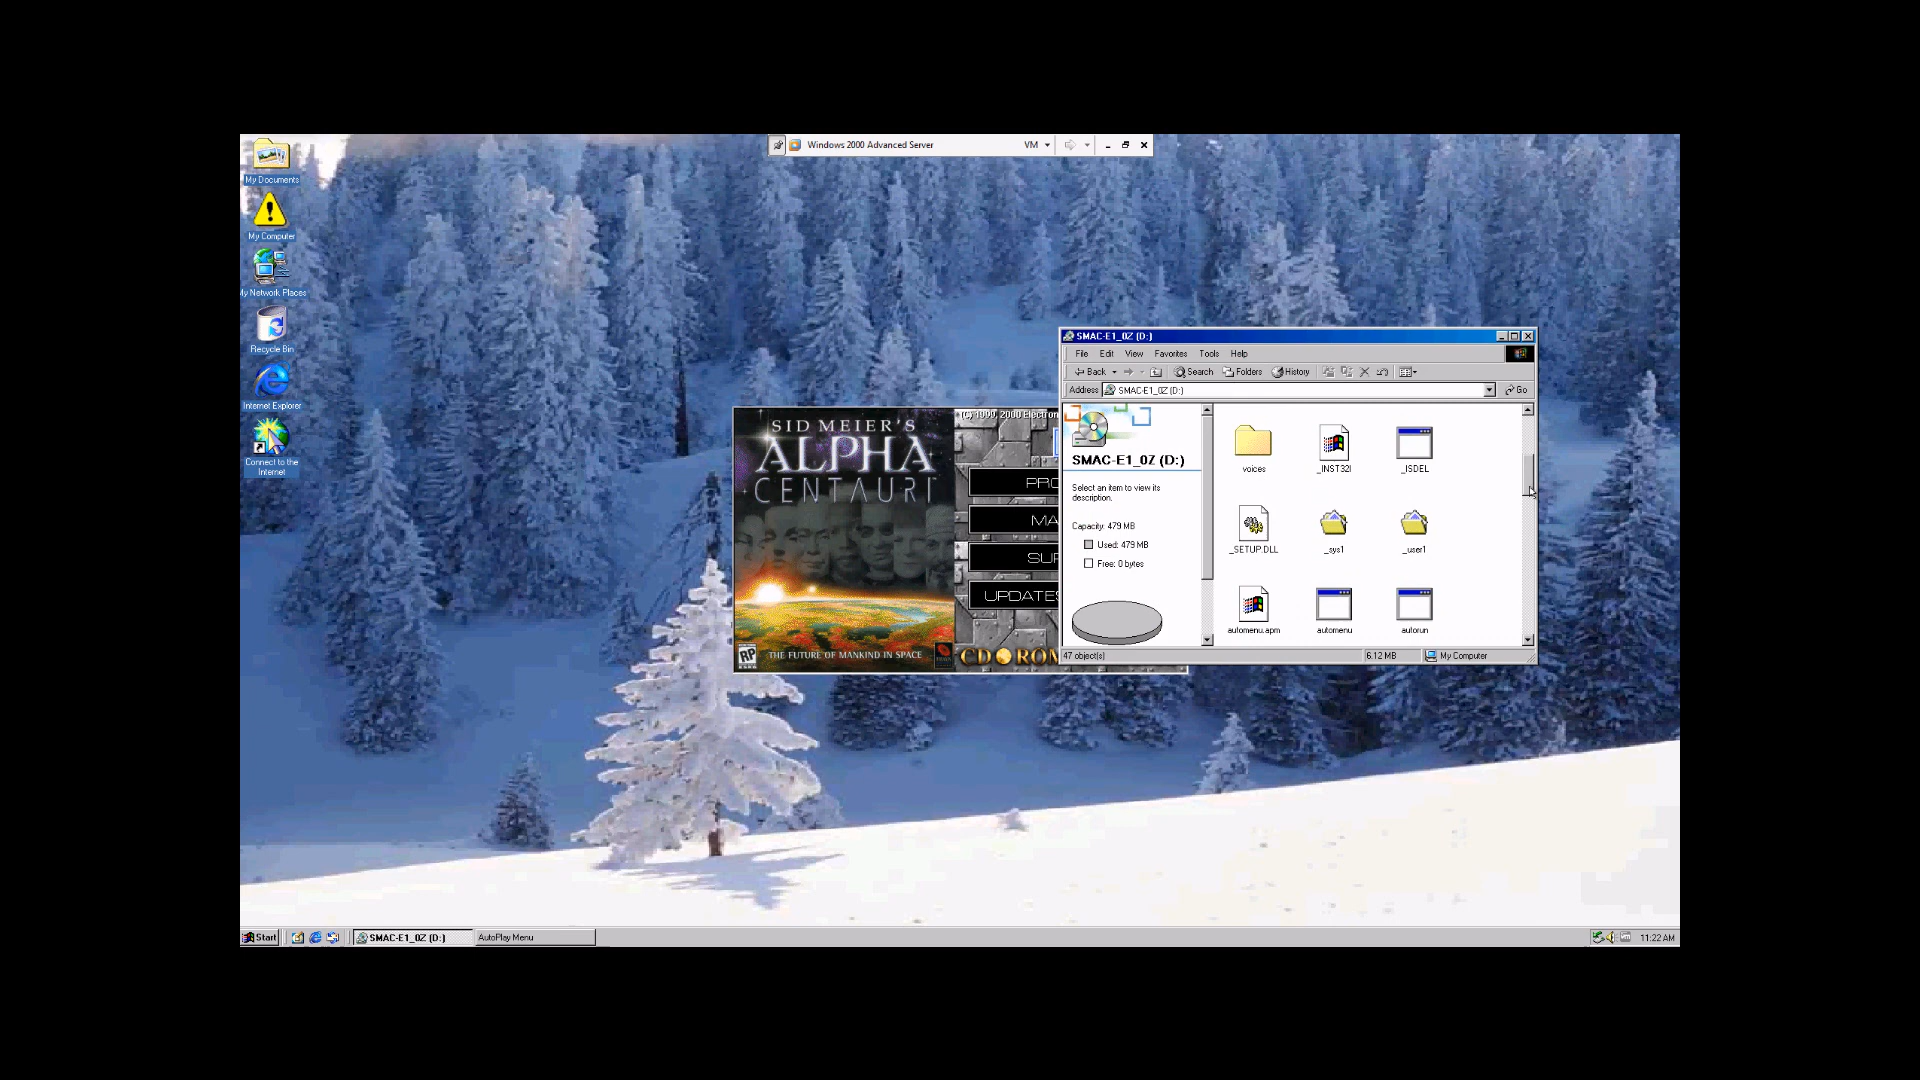 Windows 2000 Advanced Server
VM
My Documents
My Computer
My Network Places
Recycle Bin
Internet Explorer
Connect to the
Internet
SID MEIER'S
ALPHA
CENTAURI
THE FUTURE OF MANKIND IN SPACE
RP
(C) 1999, 2000 Electron
PRO
MA
SUP
UPDATES
CD ROM
SMAC-E1_0Z (D:)
File Edit View Favorites Tools Help
Back Search Folders History
Address SMAC-E1_0Z (D:) Go
SMAC-E1_0Z (D:)
Select an item to view its
description.
Capacity: 479 MB
Used: 479 MB
Free: 0 bytes
voices _INST32I _ISDEL
_SETUP.DLL _sys1 _user1
automenu.apm automenu autorun
47 object(s) 6.12 MB My Computer
Start SMAC-E1_0Z (D:) AutoPlay Menu 11:22 AM